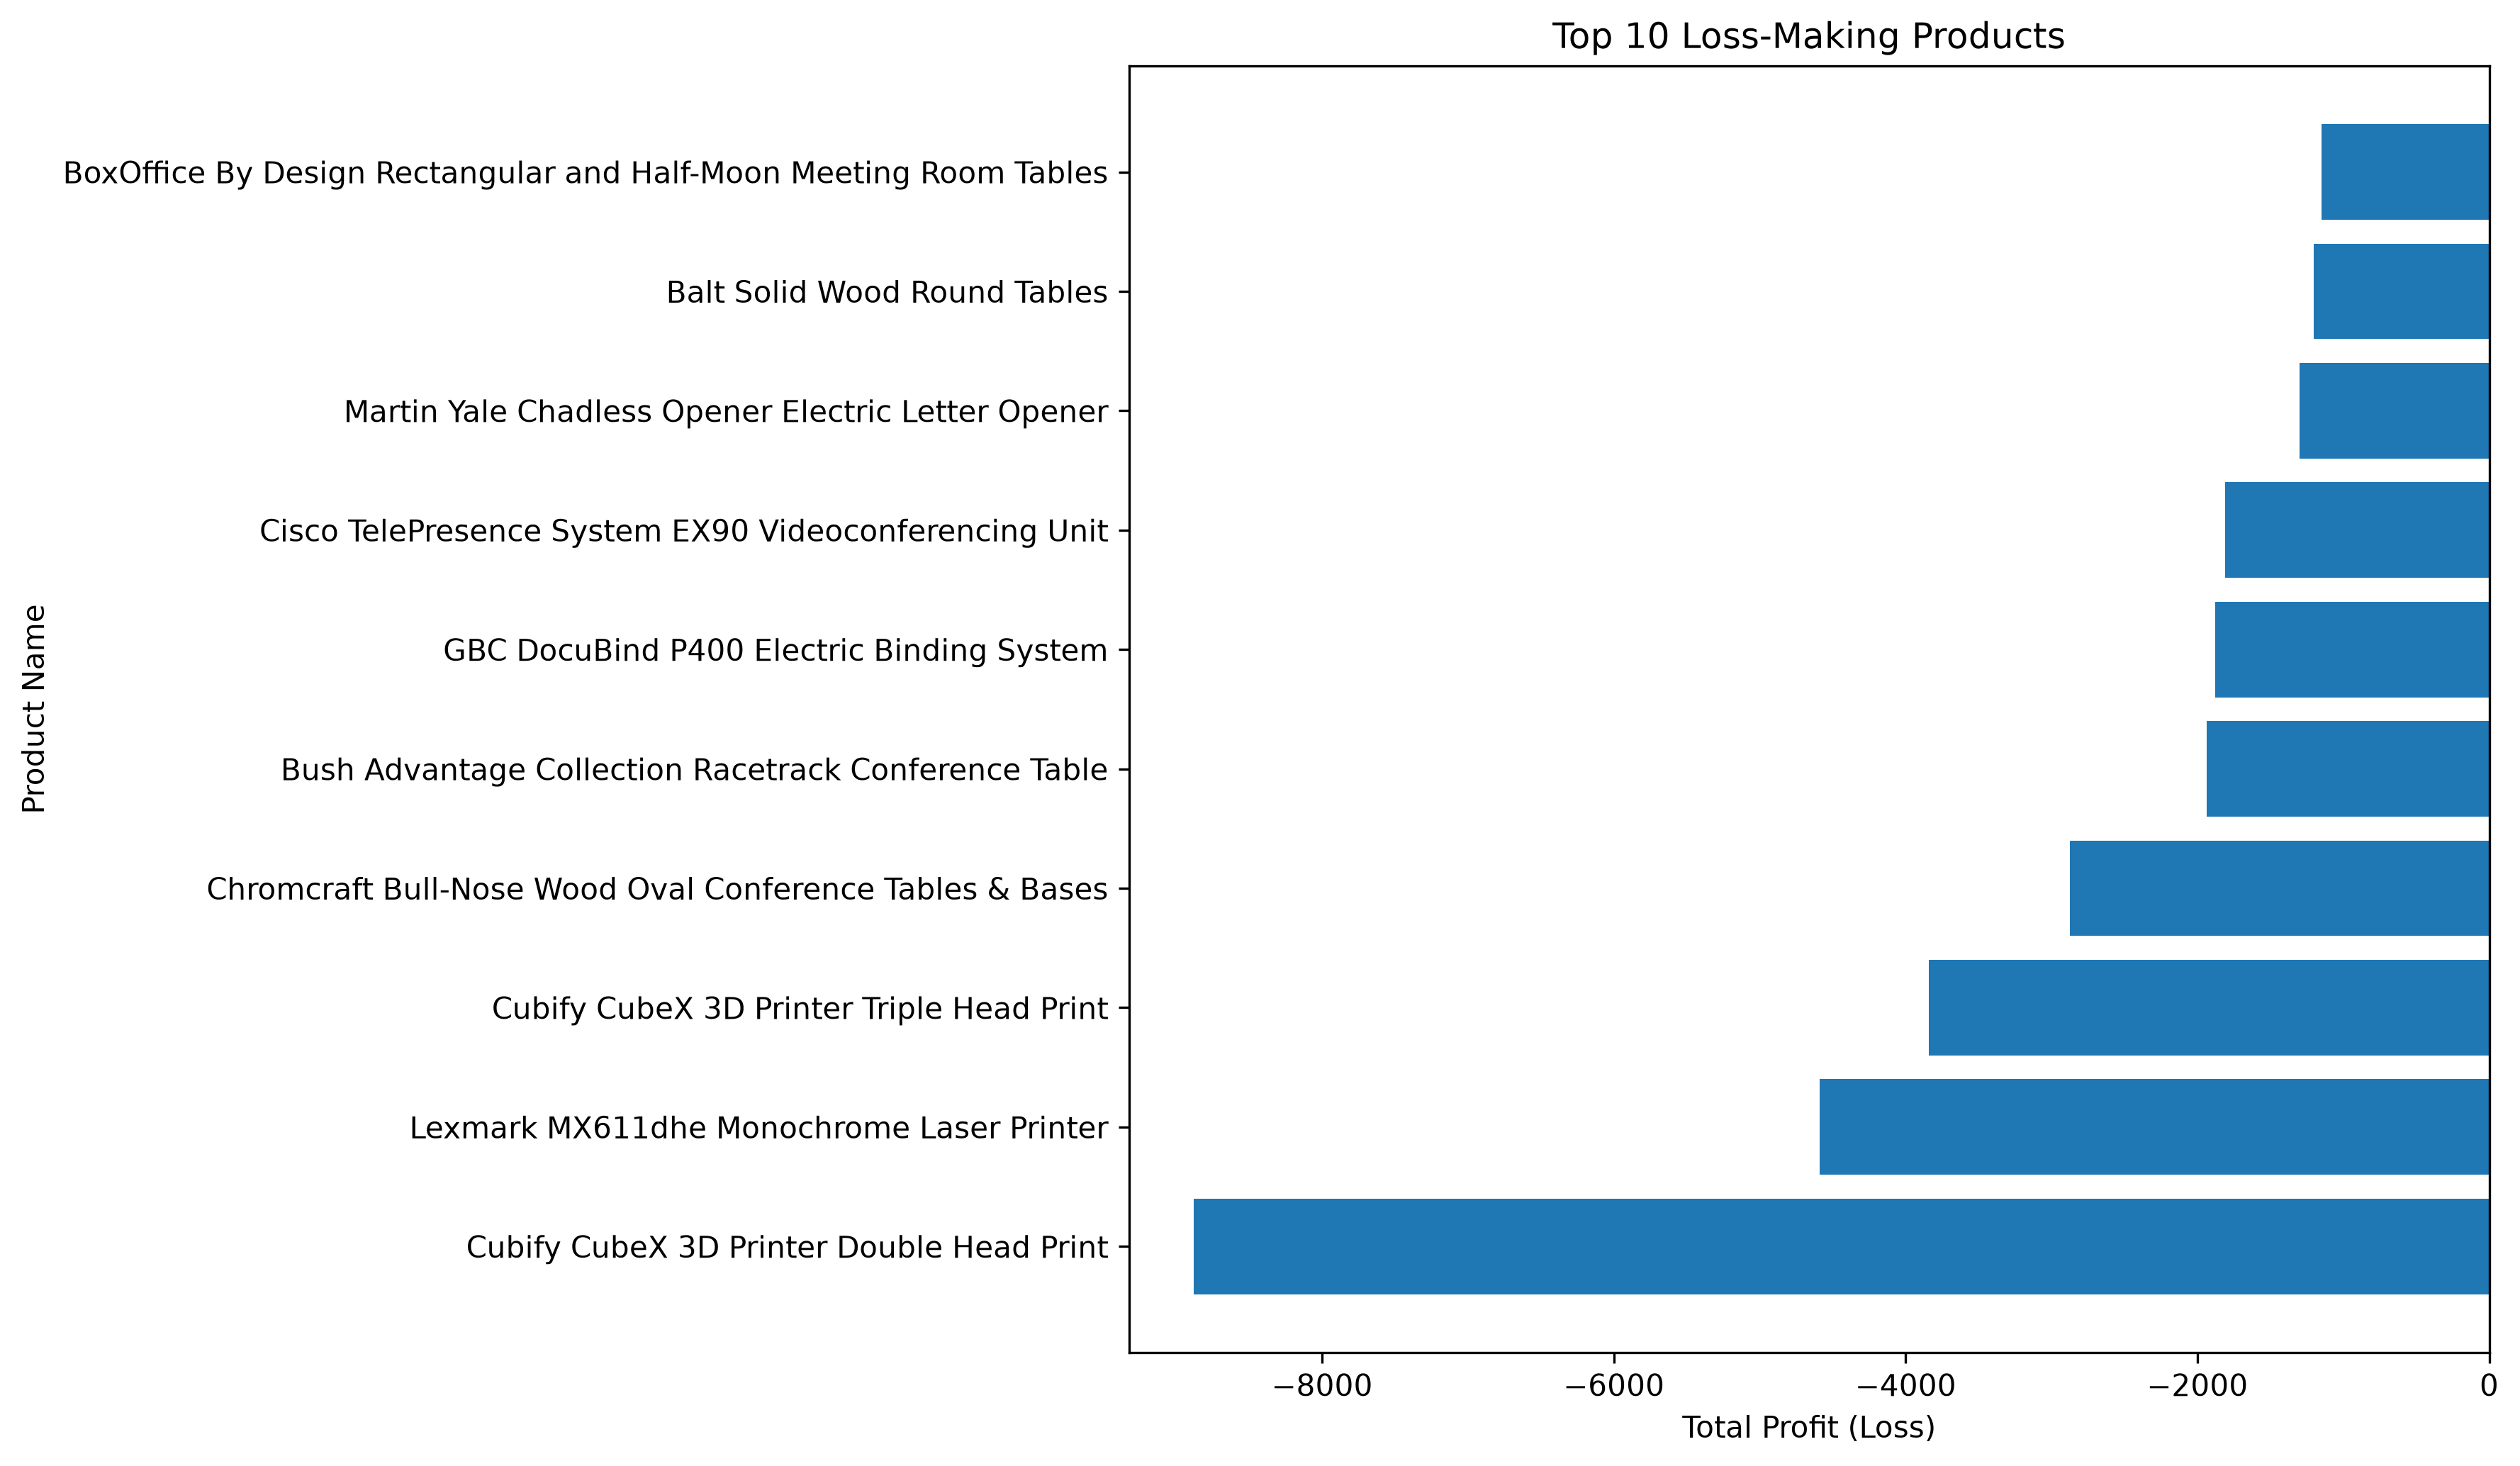 Top 10 Loss-Making Products
BoxOffice By Design Rectangular and Half-Moon Meeting Room Tables
Balt Solid Wood Round Tables
Martin Yale Chadless Opener Electric Letter Opener
Cisco TelePresence System EX90 Videoconferencing Unit
GBC DocuBind P400 Electric Binding System
Bush Advantage Collection Racetrack Conference Table
Chromcraft Bull-Nose Wood Oval Conference Tables & Bases
Cubify CubeX 3D Printer Triple Head Print
Lexmark MX611dhe Monochrome Laser Printer
Cubify CubeX 3D Printer Double Head Print
Product Name
−8000 −6000 −4000 −2000 0
Total Profit (Loss)